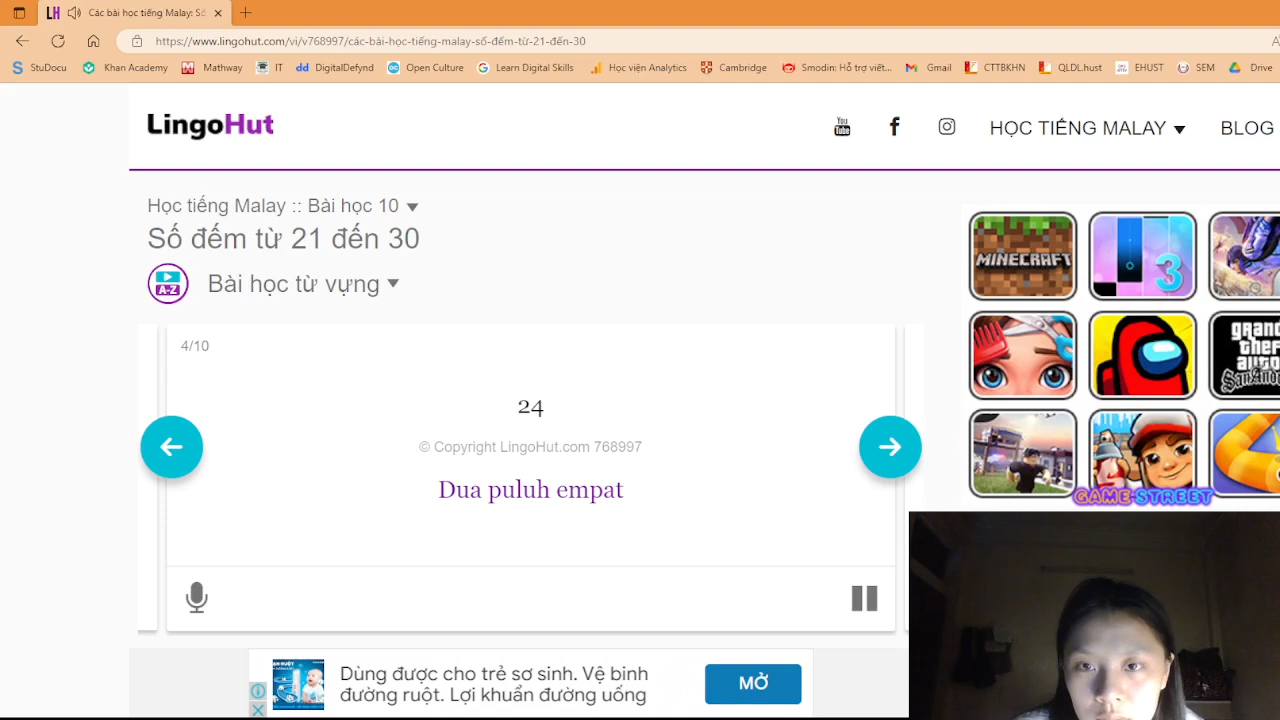 Các bài học tiếng Malay: Số
https://www.lingohut.com/vi/v768997/các-bài-học-tiếng-malay-số-đếm-từ-21-đến-30
StuDocu
Khan Academy
Mathway
IT
DigitalDefynd
Open Culture
Learn Digital Skills
Học viện Analytics
Cambridge
Smodin: Hỗ trợ viết...
Gmail
CTTBKHN
QLDL.hust
EHUST
SEM
Drive
LingoHut
You Tube
HỌC TIẾNG MALAY
BLOG
Học tiếng Malay :: Bài học 10
Số đếm từ 21 đến 30
A-Z
Bài học từ vựng
4/10
24
© Copyright LingoHut.com 768997
Dua puluh empat
MINECRAFT
3
GAME STREET
Dùng được cho trẻ sơ sinh. Vệ binh
đường ruột. Lợi khuẩn đường uống
MỞ